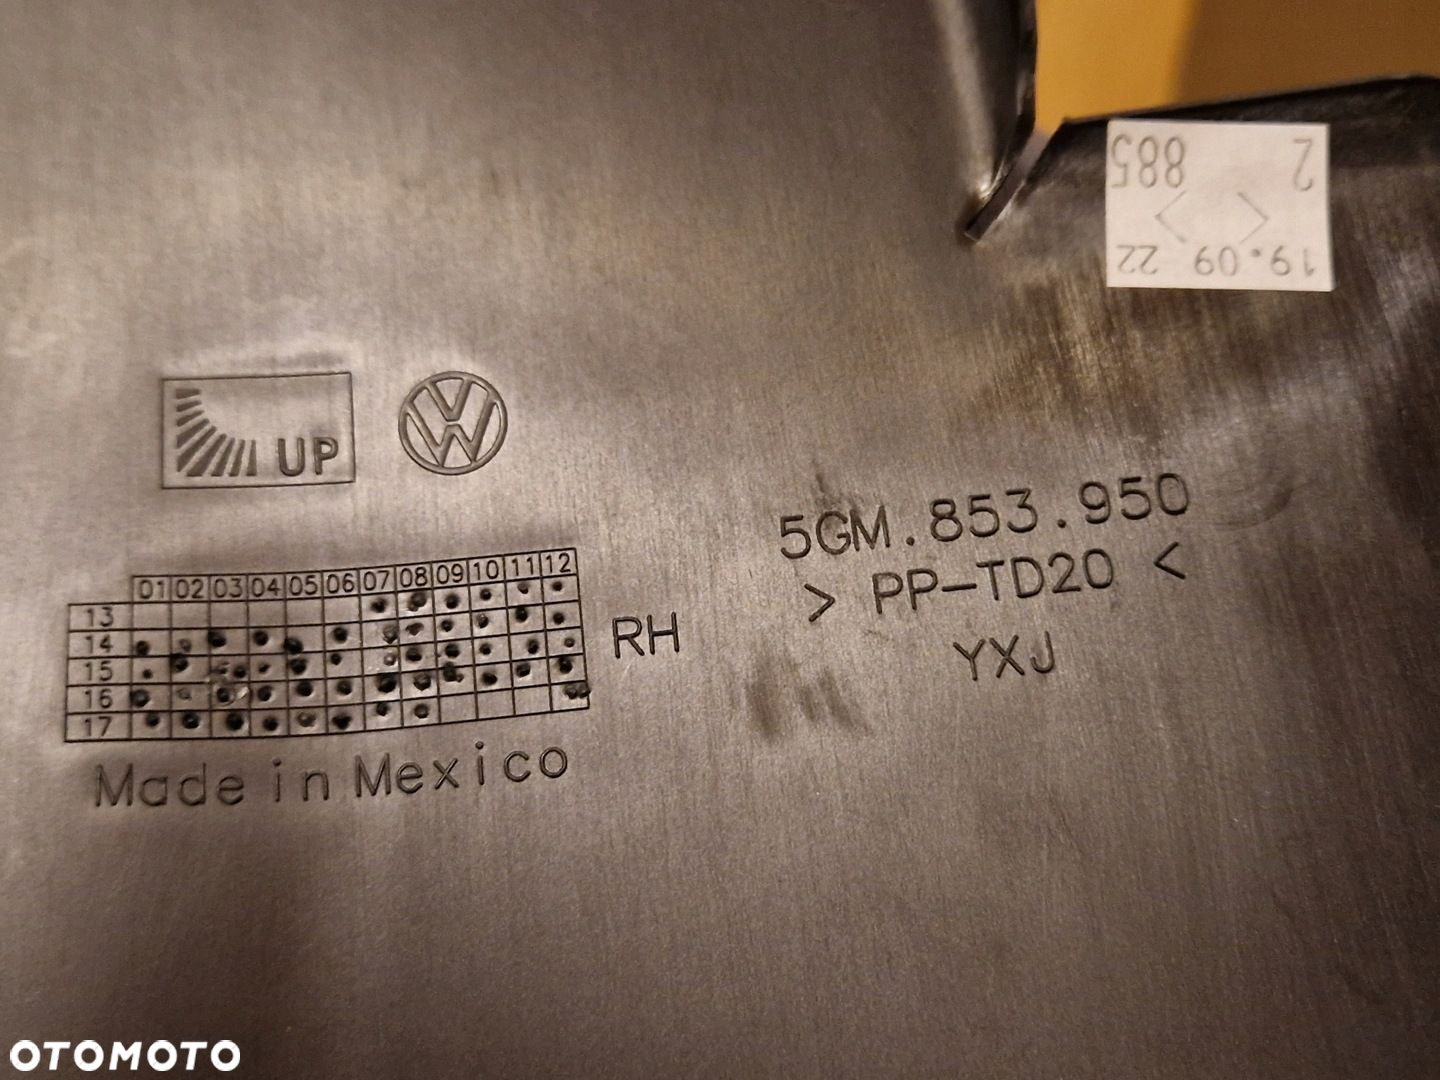 2 885
19.09 22
UP
5GM.853.950
> PP-TD20 <
YXJ
01 02 03 04 05 06 07 08 09 10 11 12
13
14
15
16
17
RH
Made in Mexico
OTOMOTO